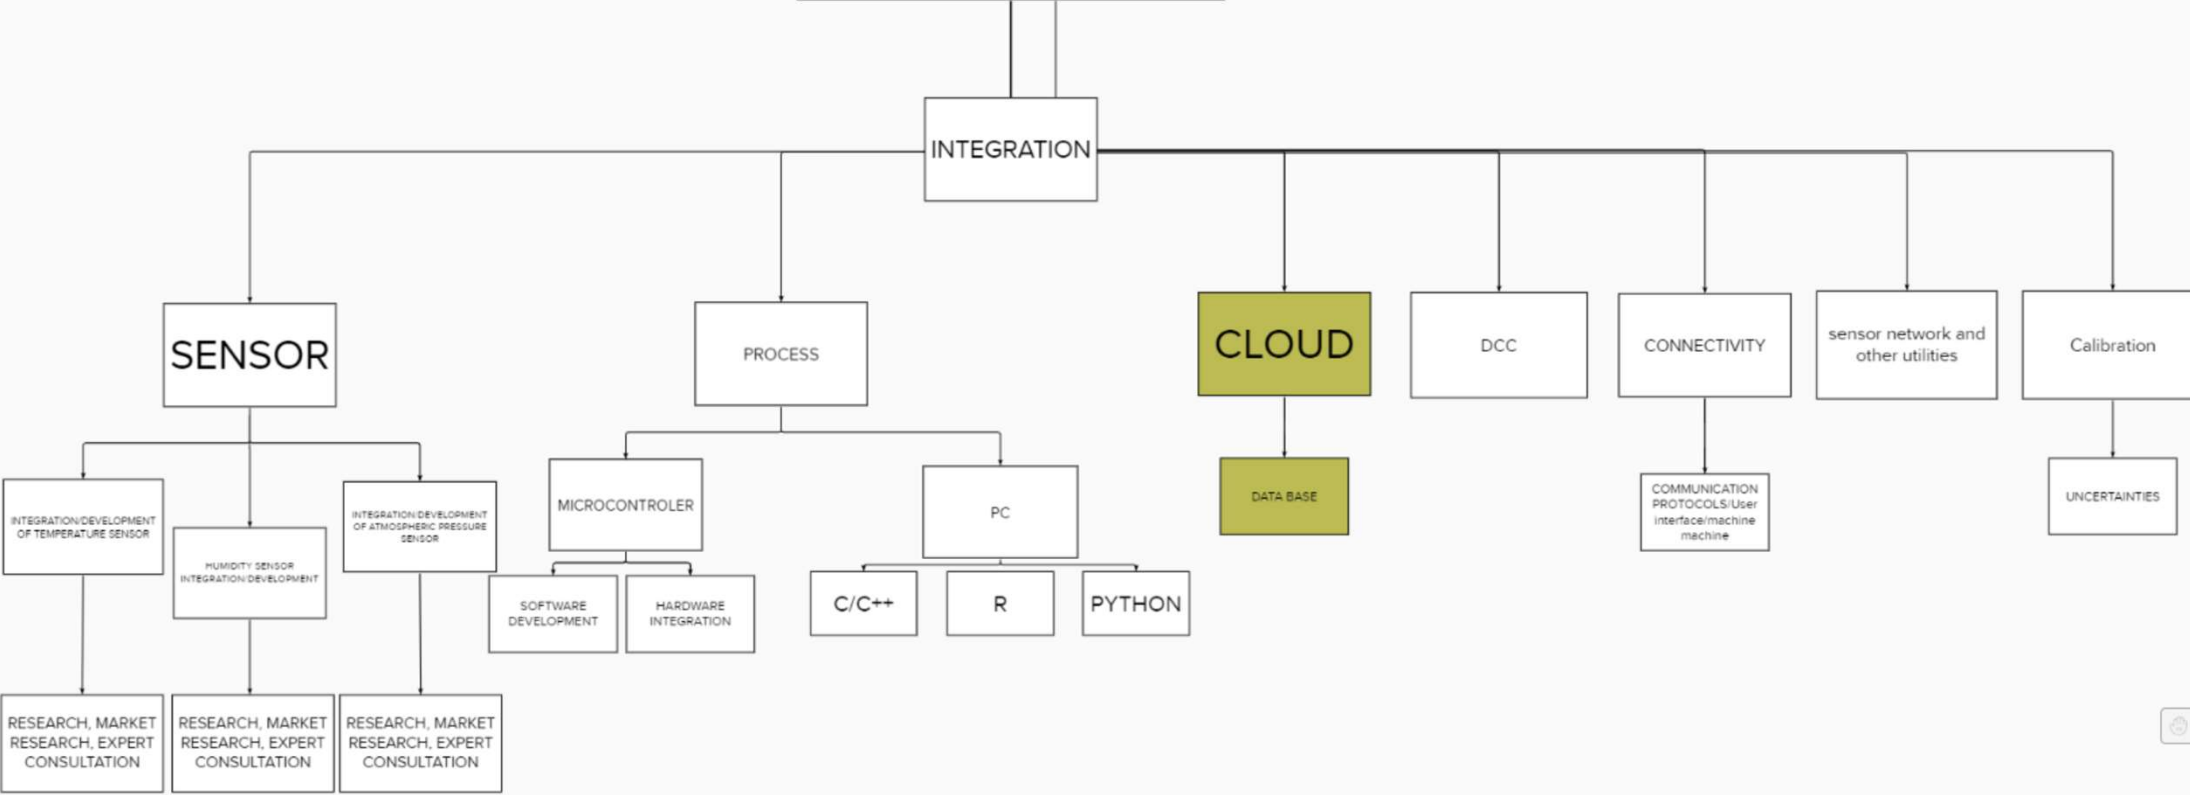 INTEGRATION
SENSOR
PROCESS
CLOUD
DCC
CONNECTIVITY
sensor network and
other utilities
Calibration
INTEGRATION/DEVELOPMENT
OF TEMPERATURE SENSOR
HUMIDITY SENSOR
INTEGRATION/DEVELOPMENT
INTEGRATION/DEVELOPMENT
OF ATMOSPHERIC PRESSURE
SENSOR
MICROCONTROLER
PC
DATA BASE
COMMUNICATION
PROTOCOLS/User
interface/machine
machine
UNCERTAINTIES
SOFTWARE
DEVELOPMENT
HARDWARE
INTEGRATION
C/C++
R
PYTHON
RESEARCH, MARKET
RESEARCH, EXPERT
CONSULTATION
RESEARCH, MARKET
RESEARCH, EXPERT
CONSULTATION
RESEARCH, MARKET
RESEARCH, EXPERT
CONSULTATION